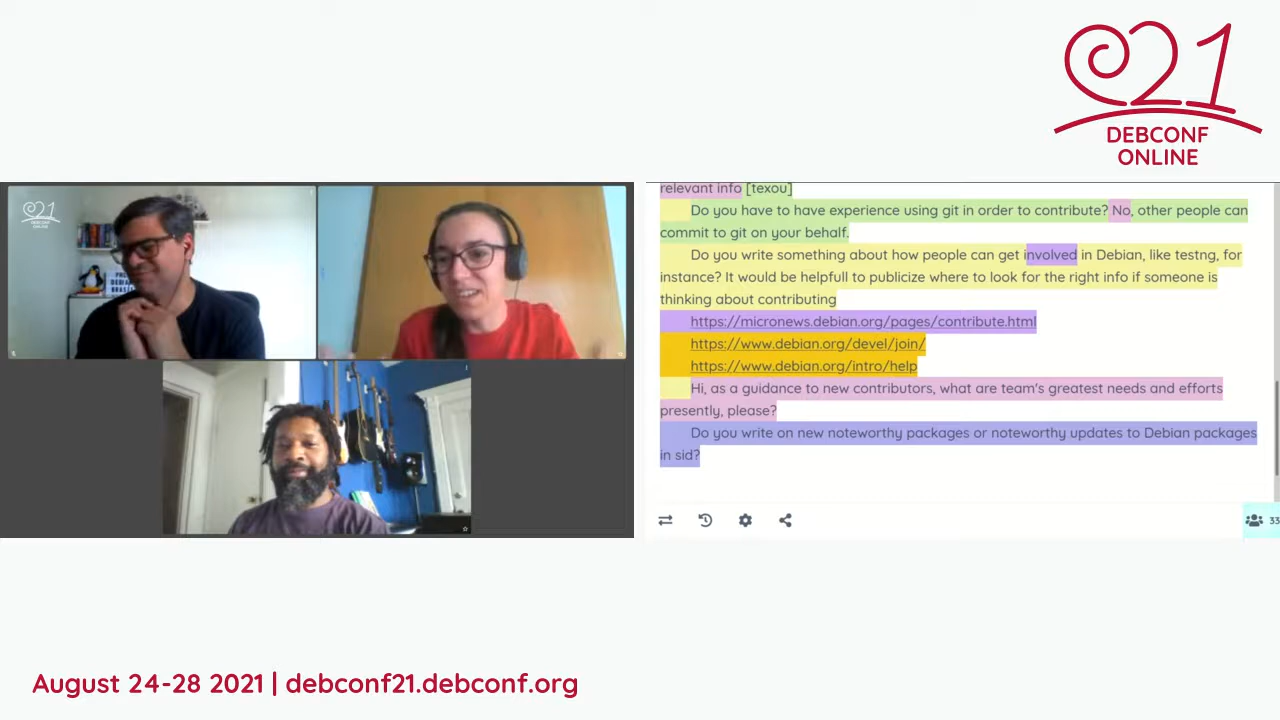 21
DEBCONF
ONLINE
21
DEBCONF
ONLINE
relevant info [texou]
Do you have to have experience using git in order to contribute? No, other people can
commit to git on your behalf.
Do you write something about how people can get involved in Debian, like testng, for
instance? It would be helpfull to publicize where to look for the right info if someone is
thinking about contributing
https://micronews.debian.org/pages/contribute.html
https://www.debian.org/devel/join/
https://www.debian.org/intro/help
Hi, as a guidance to new contributors, what are team's greatest needs and efforts
presently, please?
Do you write on new noteworthy packages or noteworthy updates to Debian packages
in sid?
33
August 24-28 2021 | debconf21.debconf.org